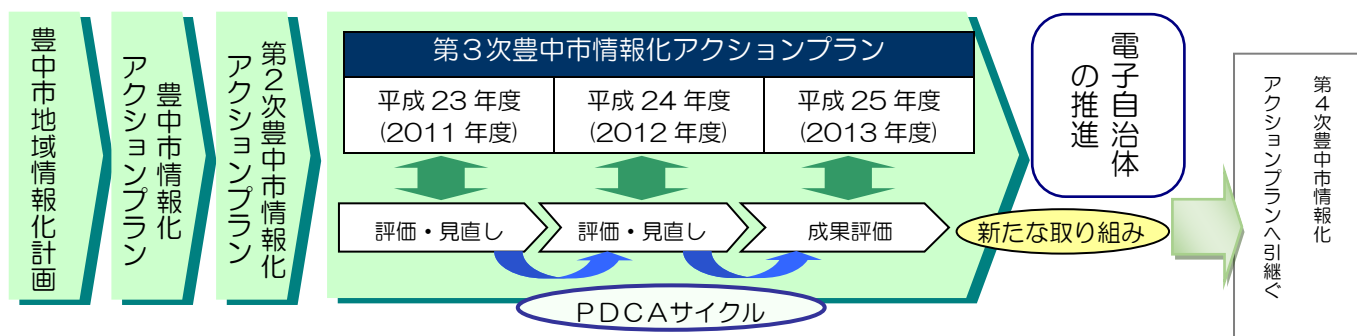 豊中市地域情報化計画
豊中市情報化
アクションプラン
第２次豊中市情報化
アクションプラン
第３次豊中市情報化アクションプラン
平成 23 年度
(2011 年度)
平成 24 年度
(2012 年度)
平成 25 年度
(2013 年度)
評価・見直し
評価・見直し
成果評価
PDCAサイクル
電子自治体
の推進
新たな取り組み
第４次豊中市情報化
アクションプランへ引継ぐ